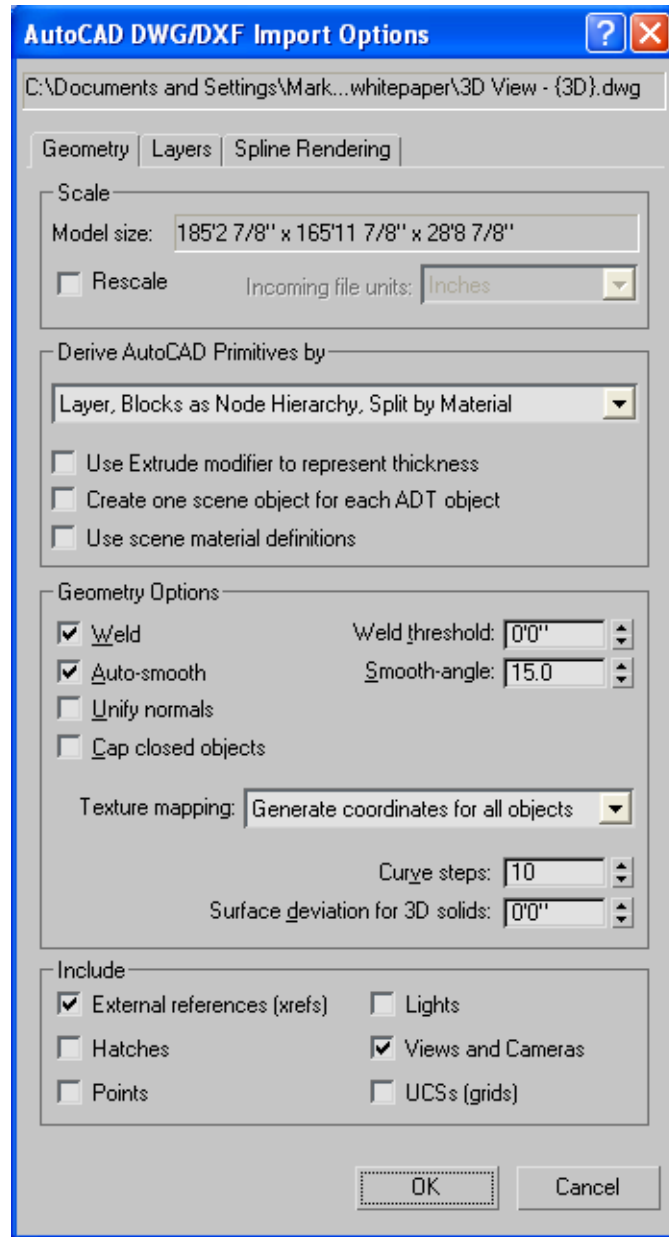 AutoCAD DWG/DXF Import Options
C:\Documents and Settings\Mark...whitepaper\3D View - {3D}.dwg
Geometry Layers Spline Rendering
Scale
Model size: 185'2 7/8" x 165'11 7/8" x 28'8 7/8"
Rescale Incoming file units: Inches
Derive AutoCAD Primitives by
Layer, Blocks as Node Hierarchy, Split by Material
Use Extrude modifier to represent thickness
Create one scene object for each ADT object
Use scene material definitions
Geometry Options
Weld Weld threshold: 0'0"
Auto-smooth Smooth-angle: 15.0
Unify normals
Cap closed objects
Texture mapping: Generate coordinates for all objects
Curve steps: 10
Surface deviation for 3D solids: 0'0"
Include
External references (xrefs) Lights
Hatches Views and Cameras
Points UCSs (grids)
OK Cancel